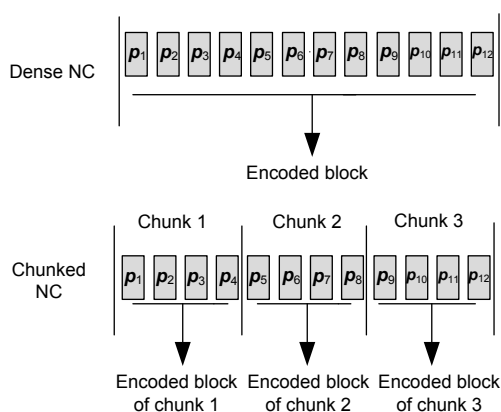 p1 p2 p3 p4 p5 p6 p7 p8 p9 p10 p11 p12
Dense NC
Encoded block
Chunk 1 Chunk 2 Chunk 3
p1 p2 p3 p4 p5 p6 p7 p8 p9 p10 p11 p12
Chunked
NC
Encoded block Encoded block Encoded block
of chunk 1 of chunk 2 of chunk 3